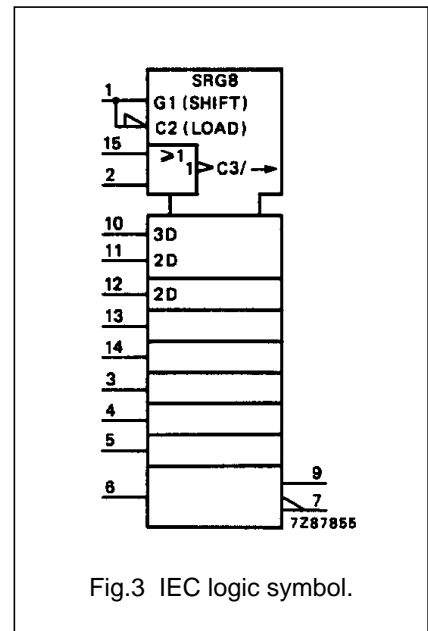 SRG8
1
G1 (SHIFT)
C2 (LOAD)
15
≥1
1
C3/
2
10
3D
11
2D
12
2D
13
14
3
4
5
6
9
7
7Z87855
Fig.3 IEC logic symbol.